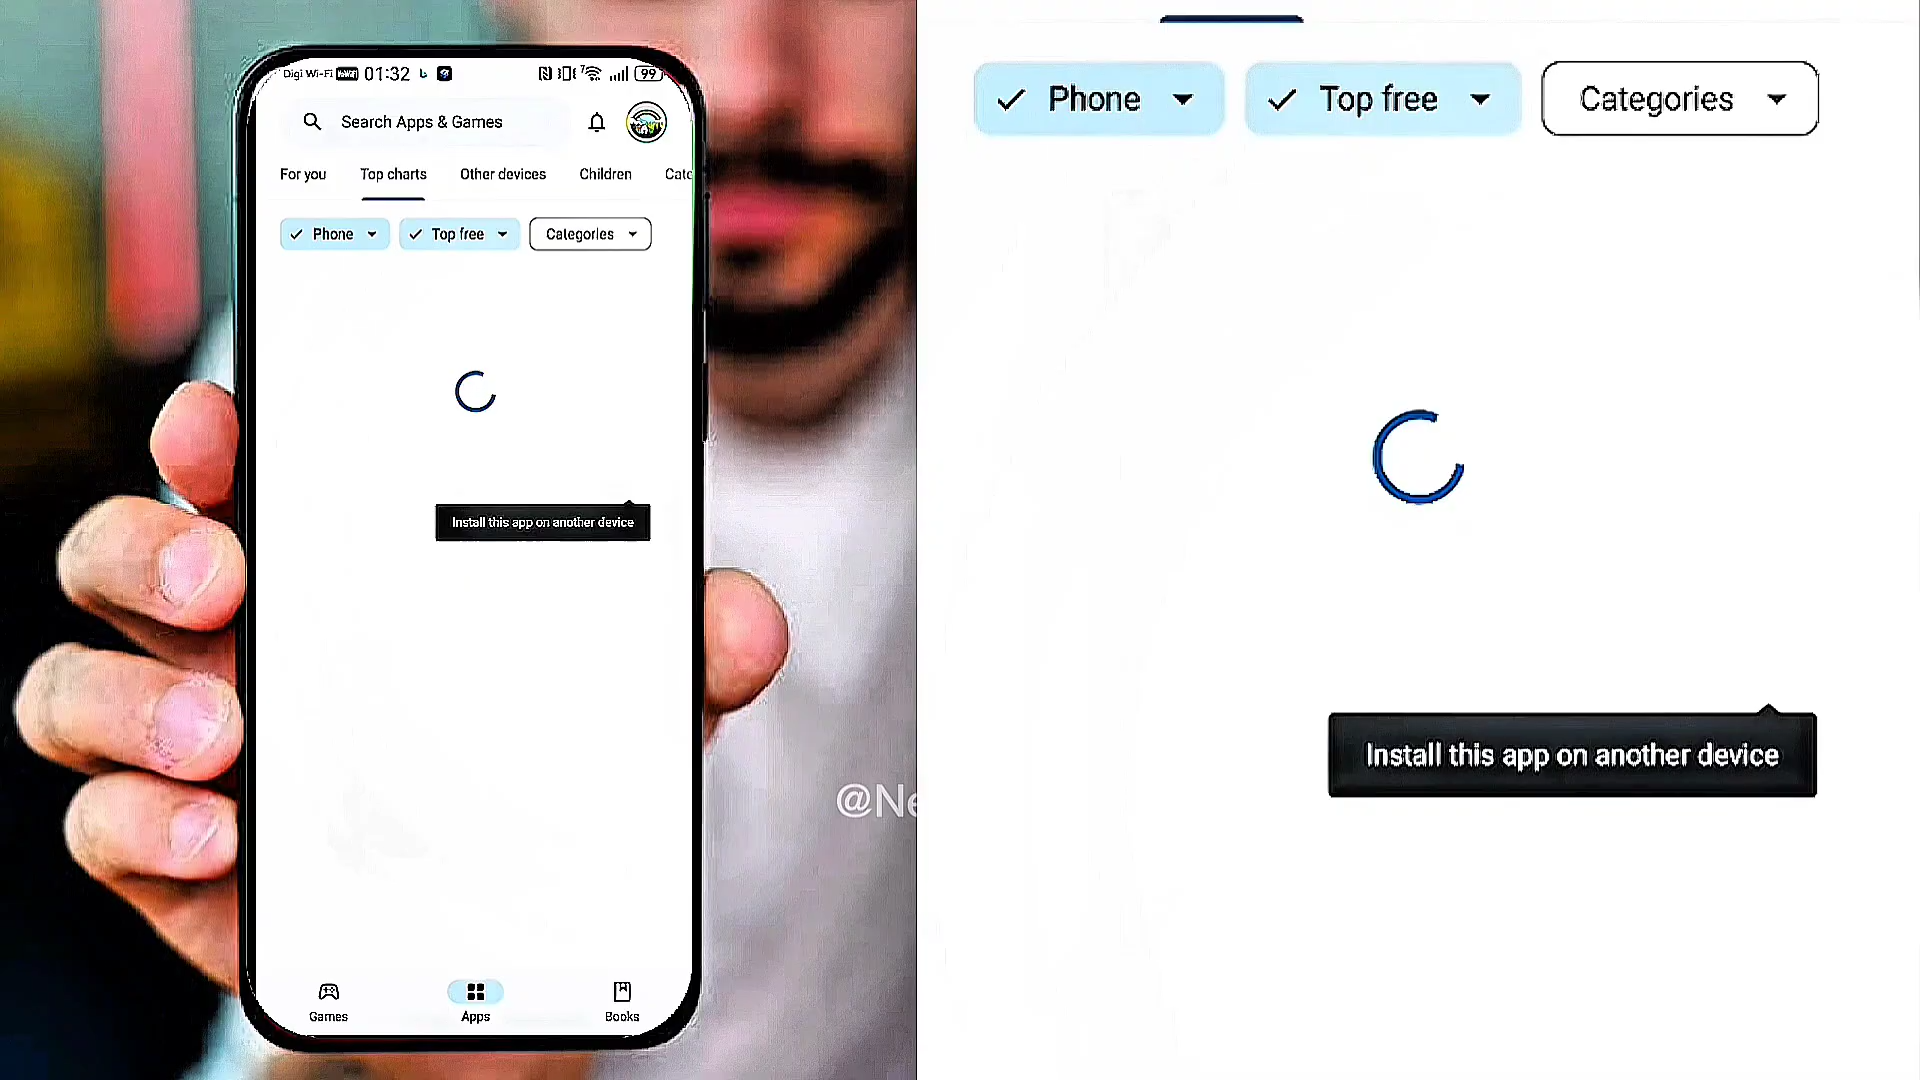 Digi Wi-Fi 01:32 99
Search Apps & Games
For you Top charts Other devices Children
Phone Top free Categories
Install this app on another device
Games Apps Books
@Ne
Phone Top free Categories
Install this app on another device